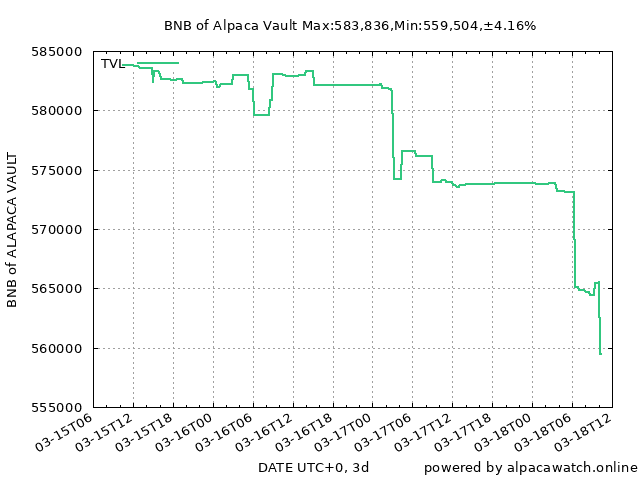 BNB of Alpaca Vault Max:583,836,Min:559,504,±4.16%
TVL
585000
580000
575000
570000
565000
560000
555000
BNB of ALAPACA VAULT
03-15T06
03-15T12
03-15T18
03-16T00
03-16T06
03-16T12
03-16T18
03-17T00
03-17T06
03-17T12
03-17T18
03-18T00
03-18T06
03-18T12
DATE UTC+0, 3d
powered by alpacawatch.online